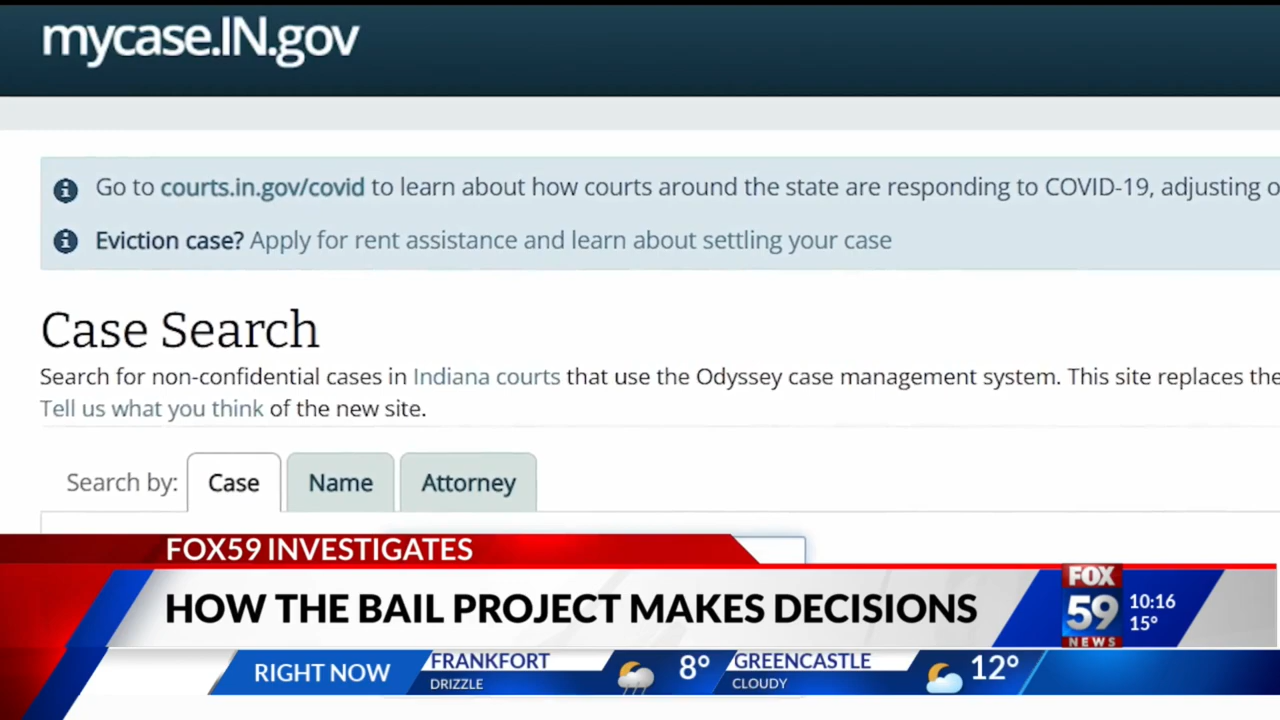 mycase.IN.gov
Go to courts.in.gov/covid to learn about how courts around the state are responding to COVID-19, adjusting o
Eviction case? Apply for rent assistance and learn about settling your case
Case Search
Search for non-confidential cases in Indiana courts that use the Odyssey case management system. This site replaces the
Tell us what you think of the new site.
Search by: Case Name Attorney
FOX59 INVESTIGATES
HOW THE BAIL PROJECT MAKES DECISIONS
FOX
59
NEWS
10:16
15°
RIGHT NOW
FRANKFORT
DRIZZLE
8°
GREENCASTLE
CLOUDY
12°